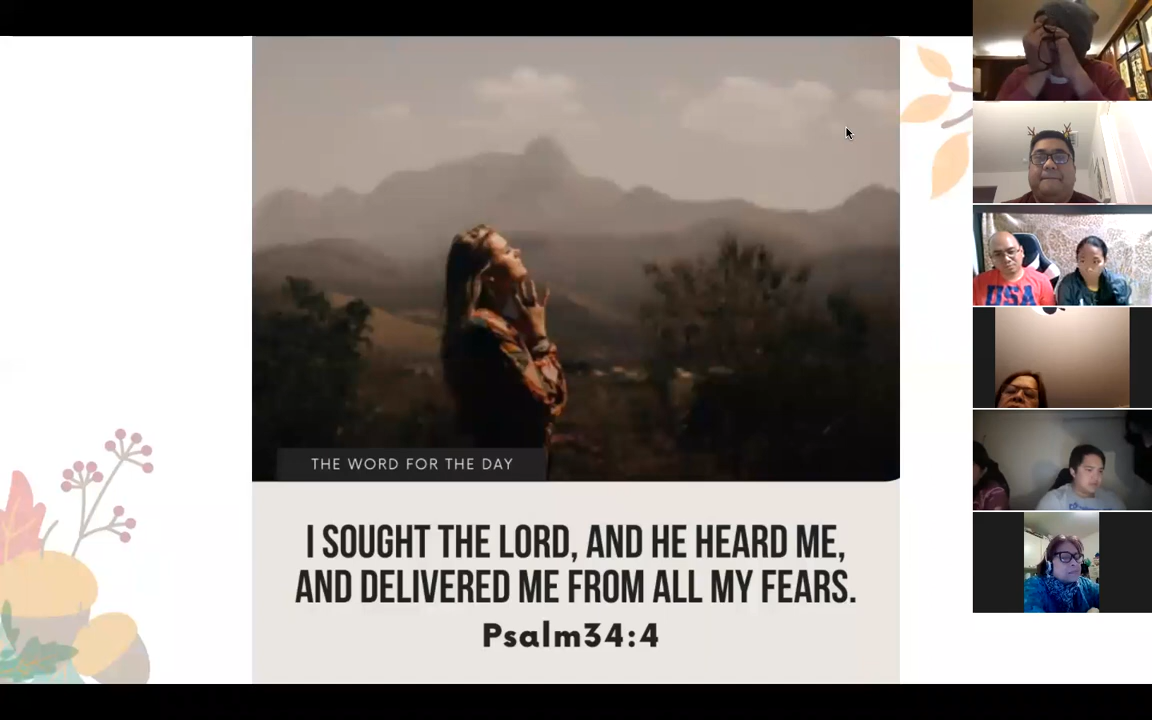 THE WORD FOR THE DAY
I SOUGHT THE LORD, AND HE HEARD ME,
AND DELIVERED ME FROM ALL MY FEARS.
Psalm34:4
USA